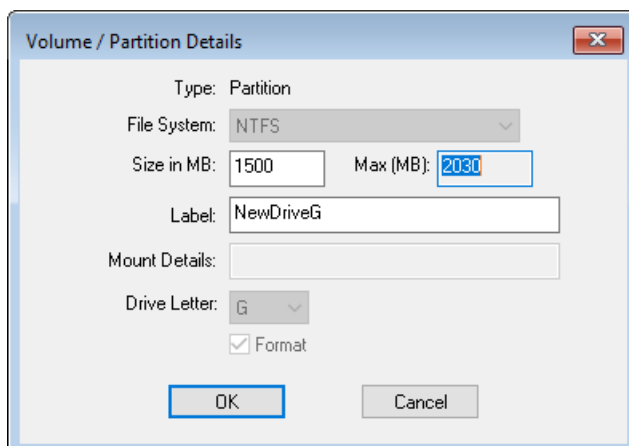 Volume / Partition Details
Type: Partition
File System: NTFS
Size in MB: 1500 Max (MB): 2030
Label: NewDriveG
Mount Details:
Drive Letter: G
Format
OK Cancel